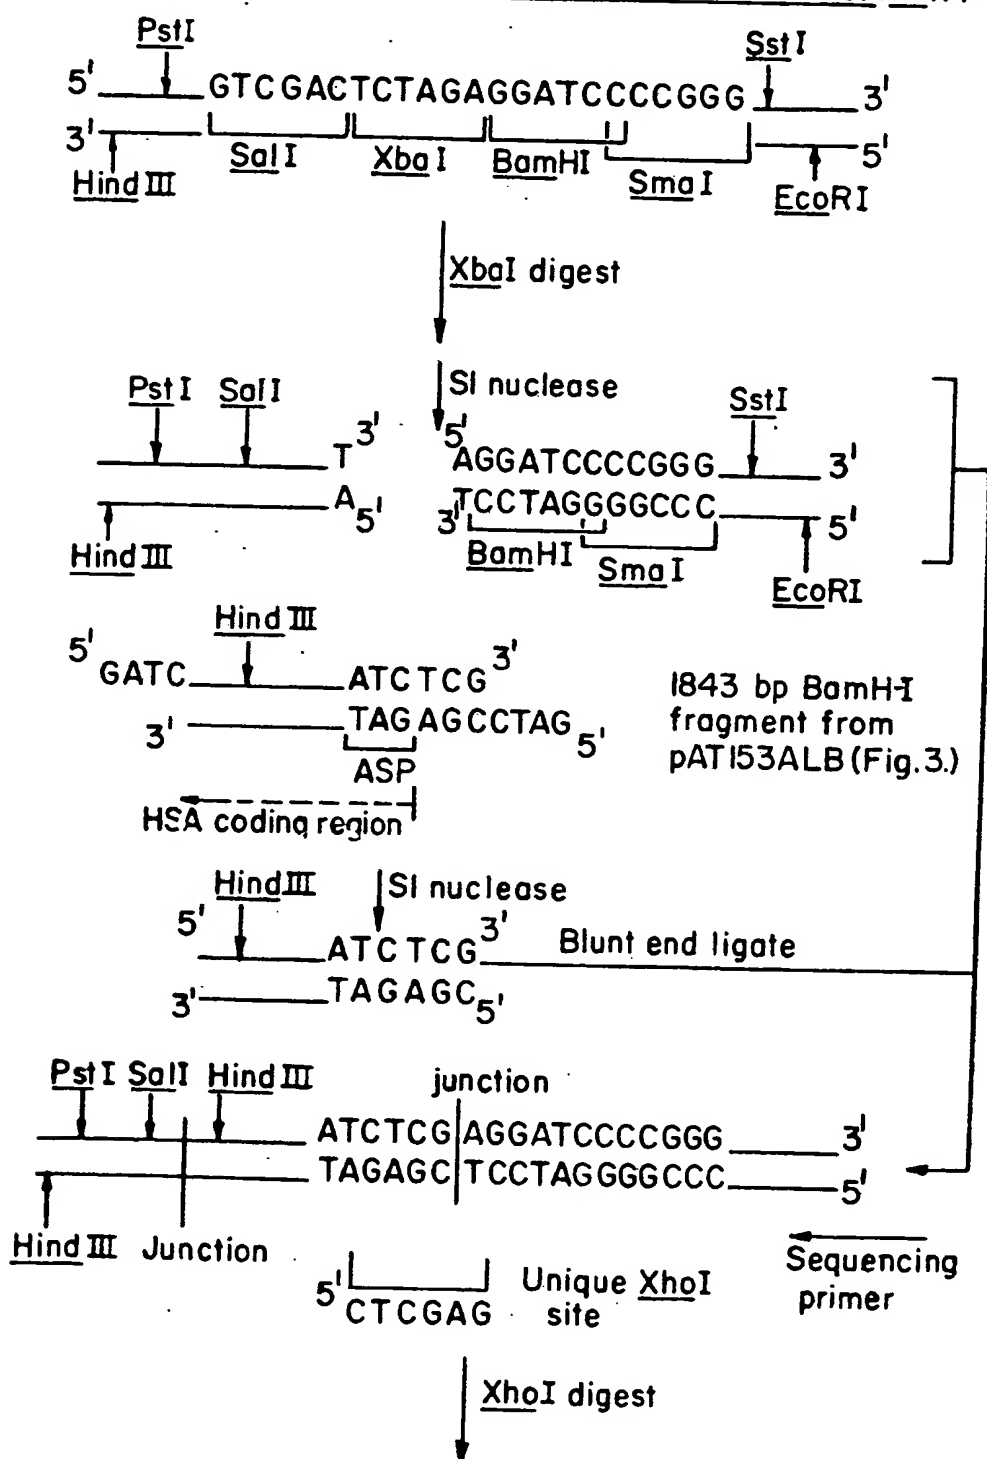 PstI
SstI
5' GTCGACTCTAGAGGATCCCCGGG 3'
3' 5'
SalI XbaI BamHI
HindIII
SmaI
EcoRI
XbaI digest
SI nuclease
PstI SalI
SstI
T 3' 5' AGGATCCCCGGG 3'
A 5' 3' TCCTAGGGGCCC 5'
HindIII
BamHI SmaI
EcoRI
HindIII
5' GATC ATCTCG 3'
3' TAGAGCCTAG 5'
ASP
HSA coding region
1843 bp BamH-I
fragment from
pAT153ALB (Fig.3.)
HindIII
SI nuclease
5' ATCTCG 3'
Blunt end ligate
3' TAGAGC 5'
PstI SalI HindIII
junction
ATCTCG AGGATCCCCGGG 3'
TAGAGC TCCTAGGGGCCC 5'
HindIII Junction
Sequencing
primer
5' CTCGAG
Unique XhoI
site
XhoI digest